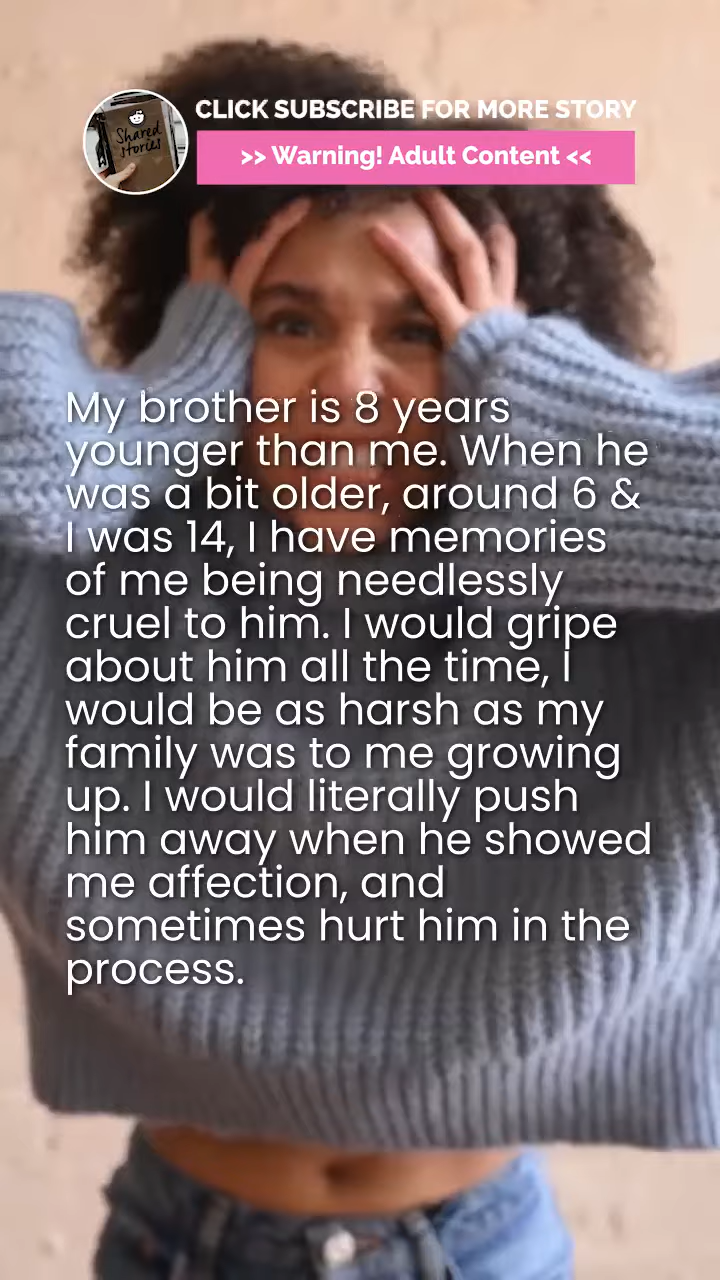 CLICK SUBSCRIBE FOR MORE STORY
Shared
stories
>> Warning! Adult Content <<
My brother is 8 years
younger than me. When he
was a bit older, around 6 &
I was 14, I have memories
of me being needlessly
cruel to him. I would gripe
about him all the time, I
would be as harsh as my
family was to me growing
up. I would literally push
him away when he showed
me affection, and
sometimes hurt him in the
process.